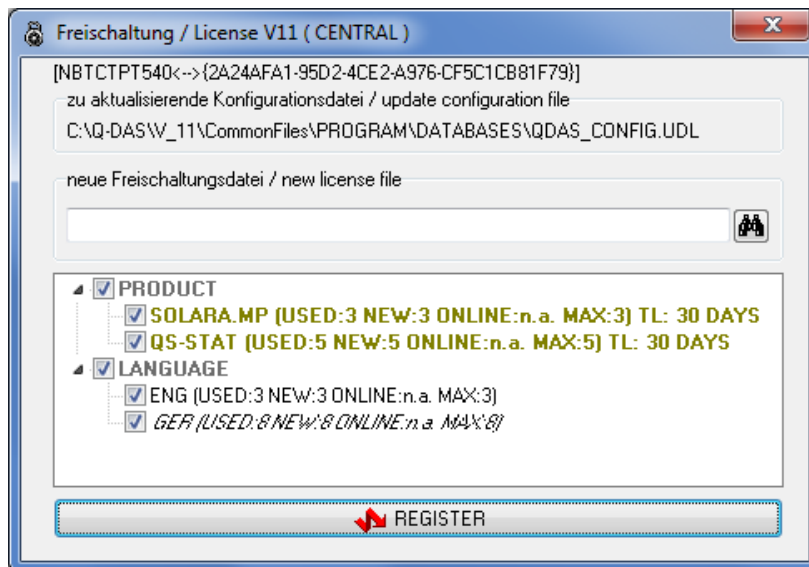 Freischaltung / License V11 ( CENTRAL )
[NBTCTPT540<-->{2A24AFA1-95D2-4CE2-A976-CF5C1CB81F79}]
zu aktualisierende Konfigurationsdatei / update configuration file
C:\Q-DAS\V_11\CommonFiles\PROGRAM\DATABASES\QDAS_CONFIG.UDL
neue Freischaltungsdatei / new license file
PRODUCT
SOLARA.MP (USED:3 NEW:3 ONLINE:n.a. MAX:3) TL: 30 DAYS
QS-STAT (USED:5 NEW:5 ONLINE:n.a. MAX:5) TL: 30 DAYS
LANGUAGE
ENG (USED:3 NEW:3 ONLINE:n.a. MAX:3)
GER (USED:8 NEW:8 ONLINE:n.a. MAX:8)
REGISTER